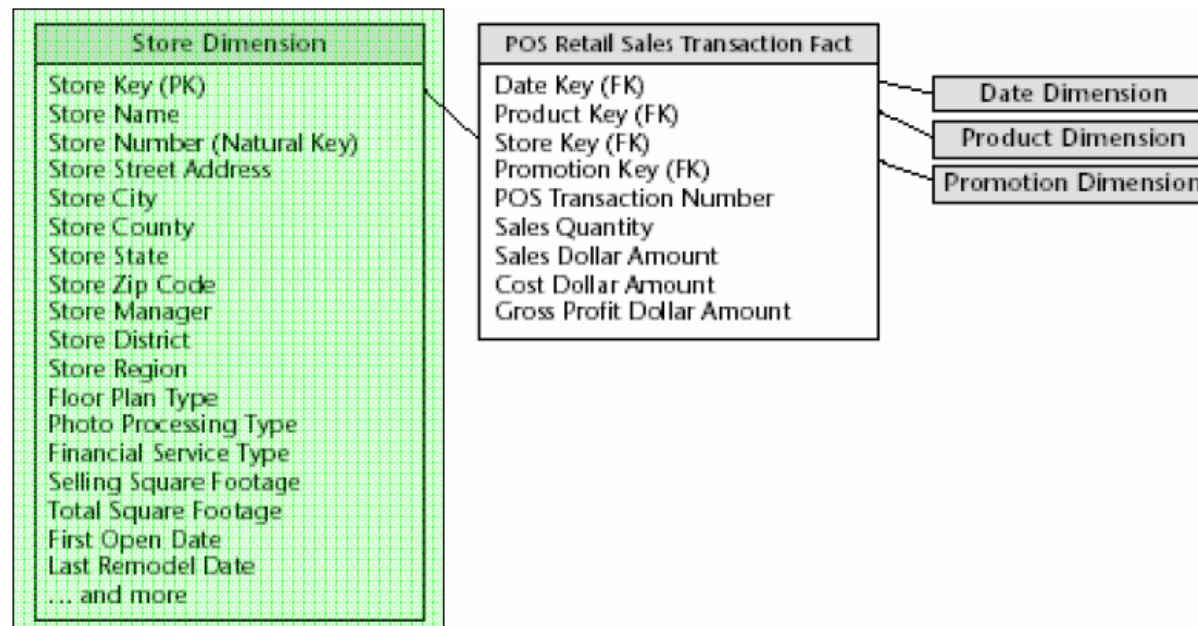 Store Dimension
Store Key (PK)
Store Name
Store Number (Natural Key)
Store Street Address
Store City
Store County
Store State
Store Zip Code
Store Manager
Store District
Store Region
Floor Plan Type
Photo Processing Type
Financial Service Type
Selling Square Footage
Total Square Footage
First Open Date
Last Remodel Date
... and more
POS Retail Sales Transaction Fact
Date Key (FK)
Product Key (FK)
Store Key (FK)
Promotion Key (FK)
POS Transaction Number
Sales Quantity
Sales Dollar Amount
Cost Dollar Amount
Gross Profit Dollar Amount
Date Dimension
Product Dimension
Promotion Dimension